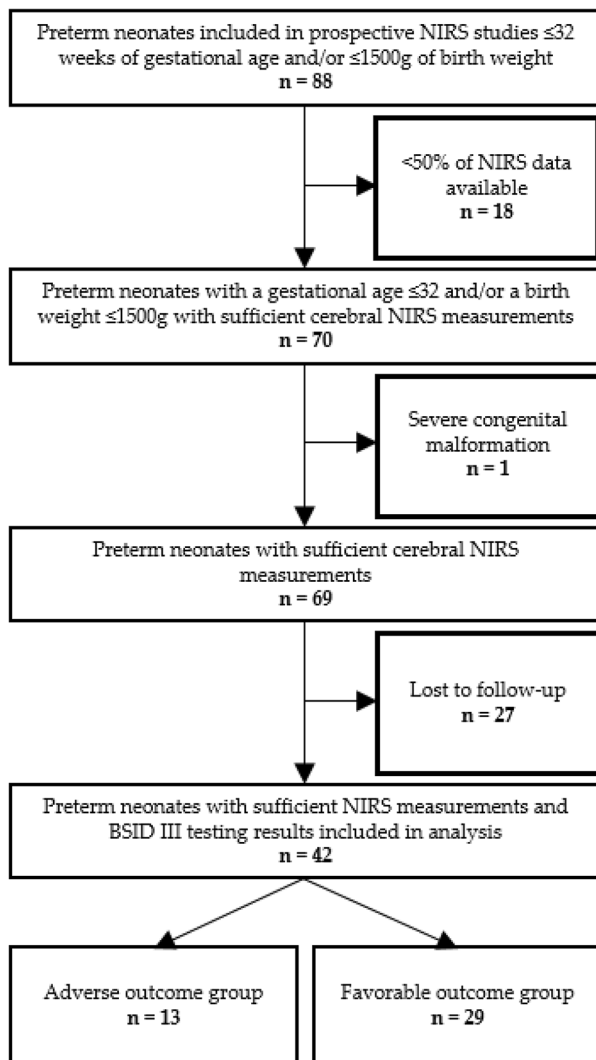 Preterm neonates included in prospective NIRS studies ≤32
weeks of gestational age and/or ≤1500g of birth weight
n = 88
<50% of NIRS data
available
n = 18
Preterm neonates with a gestational age ≤32 and/or a birth
weight ≤1500g with sufficient cerebral NIRS measurements
n = 70
Severe congenital
malformation
n = 1
Preterm neonates with sufficient cerebral NIRS
measurements
n = 69
Lost to follow-up
n = 27
Preterm neonates with sufficient NIRS measurements and
BSID III testing results included in analysis
n = 42
Adverse outcome group
n = 13
Favorable outcome group
n = 29